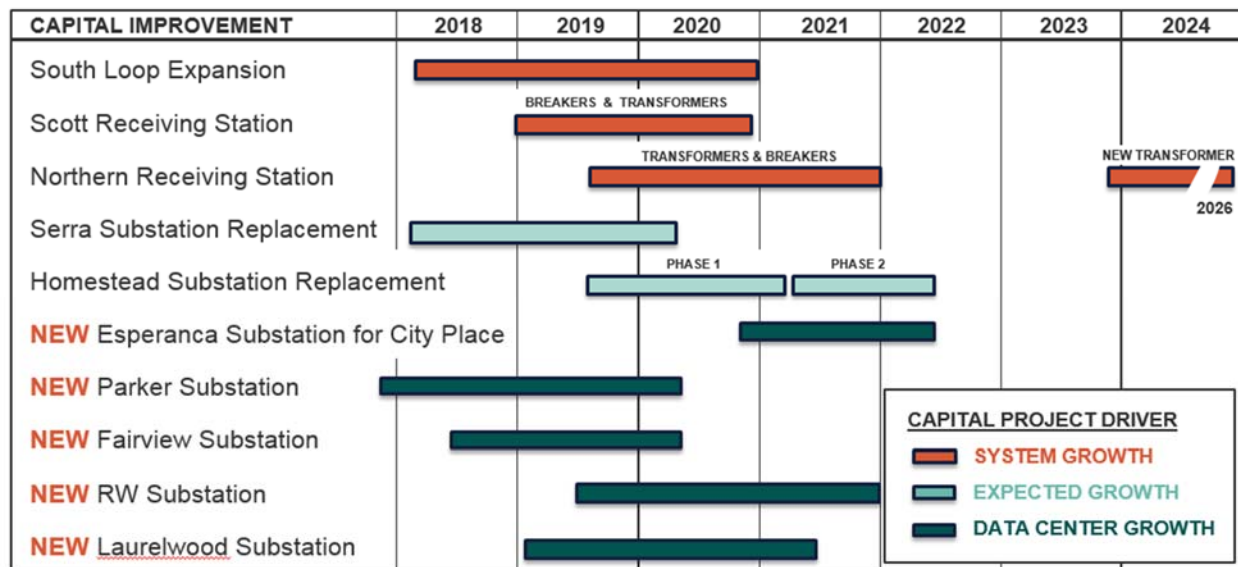 CAPITAL IMPROVEMENT 2018 2019 2020 2021 2022 2023 2024
South Loop Expansion
BREAKERS & TRANSFORMERS
Scott Receiving Station
TRANSFORMERS & BREAKERS NEW TRANSFORMER
Northern Receiving Station
2026
Serra Substation Replacement
PHASE 1 PHASE 2
Homestead Substation Replacement
NEW Esperanca Substation for City Place
NEW Parker Substation
NEW Fairview Substation
NEW RW Substation
NEW Laurelwood Substation
CAPITAL PROJECT DRIVER
SYSTEM GROWTH
EXPECTED GROWTH
DATA CENTER GROWTH